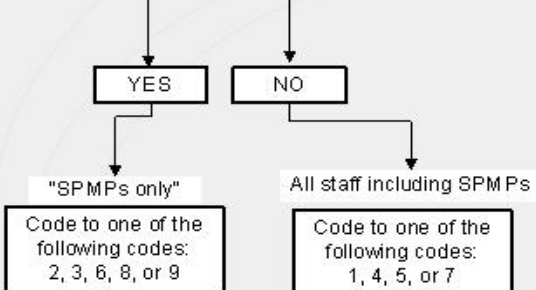 YES
NO
"SPMPs only"
All staff including SPMPs
Code to one of the
following codes:
2, 3, 6, 8, or 9
Code to one of the
following codes:
1, 4, 5, or 7